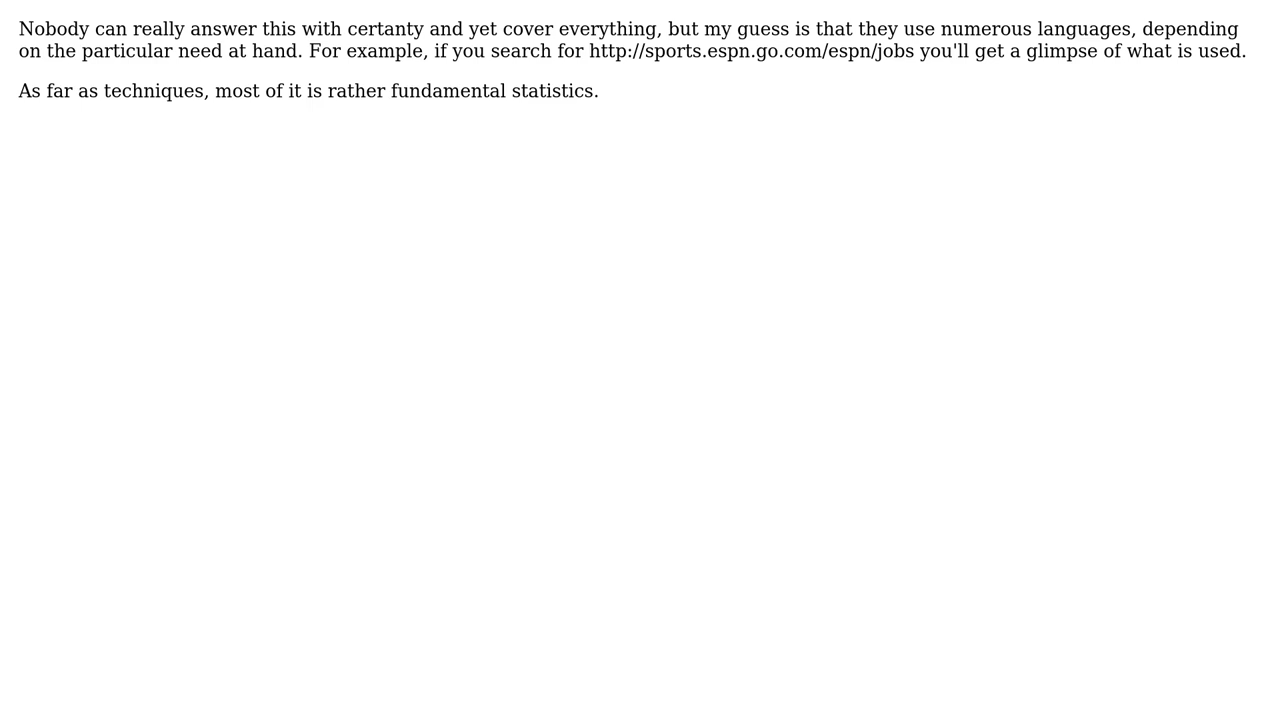 Nobody can really answer this with certanty and yet cover everything, but my guess is that they use numerous languages, depending
on the particular need at hand. For example, if you search for http://sports.espn.go.com/espn/jobs you'll get a glimpse of what is used.
As far as techniques, most of it is rather fundamental statistics.